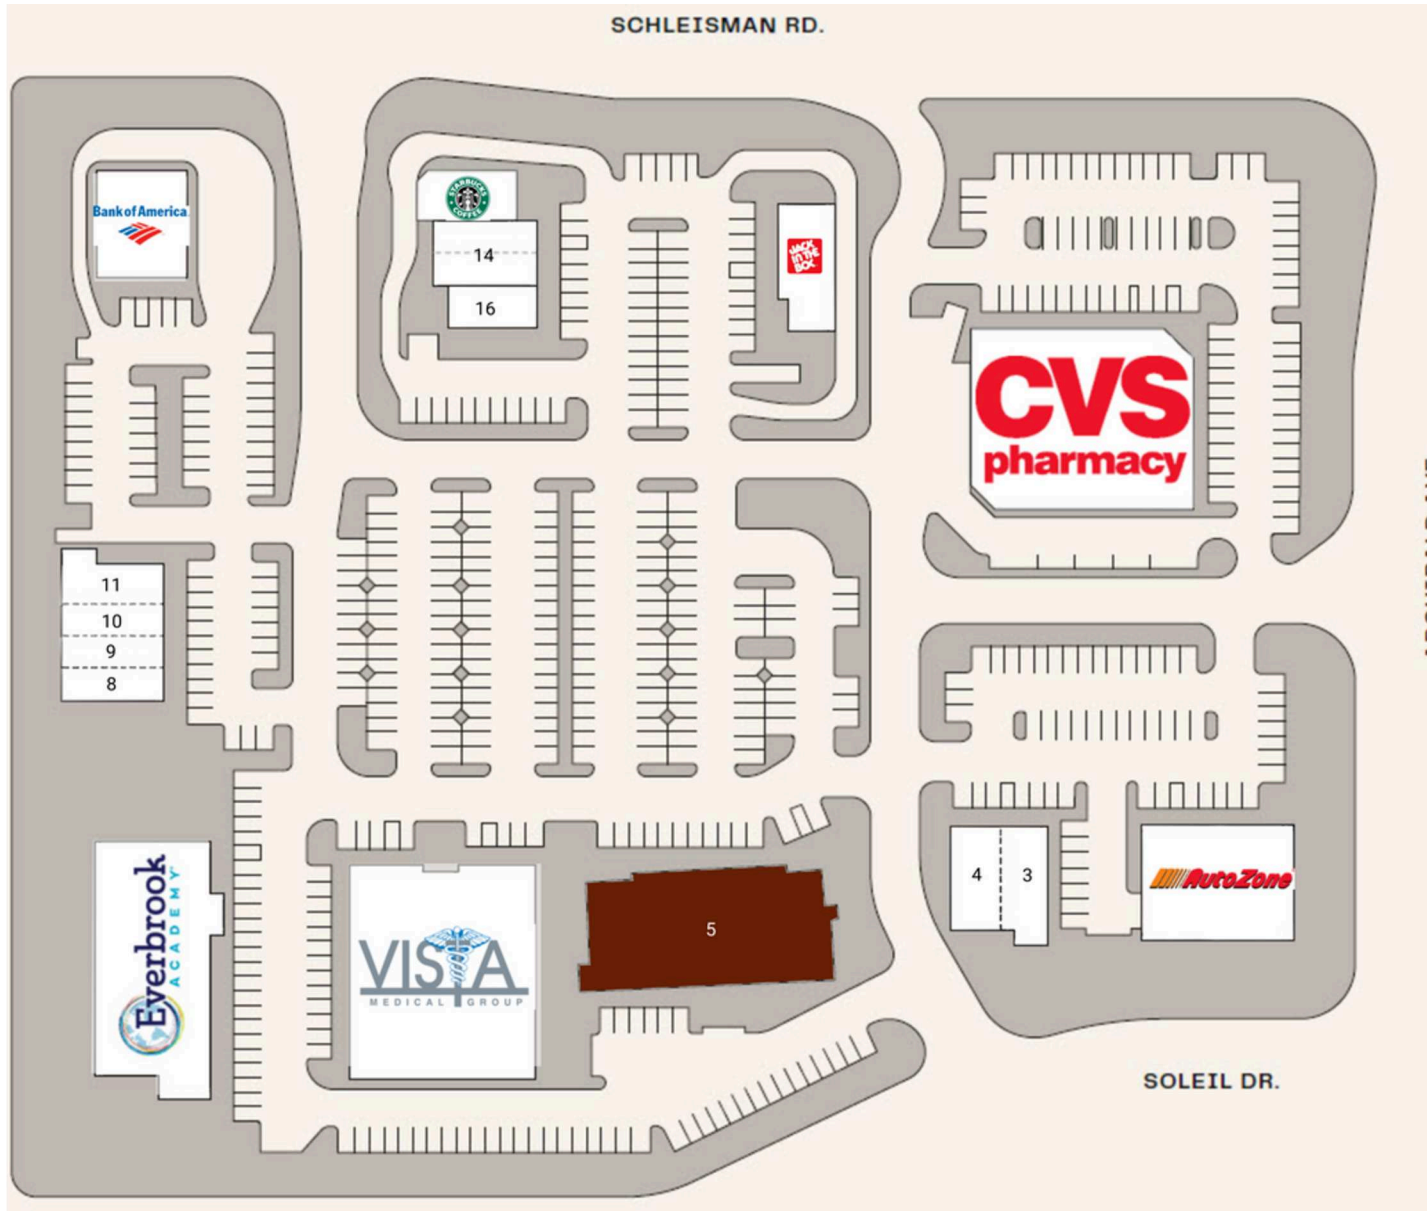 SCHLEISMAN RD.
STARBUCKS
COFFEE
Bank of America
14
JACK
IN THE
BOX
16
CVS
pharmacy
11
10
9
8
Everbrook
ACADEMY
4
3
AutoZone
5
VISTA
MEDICAL GROUP
SOLEIL DR.